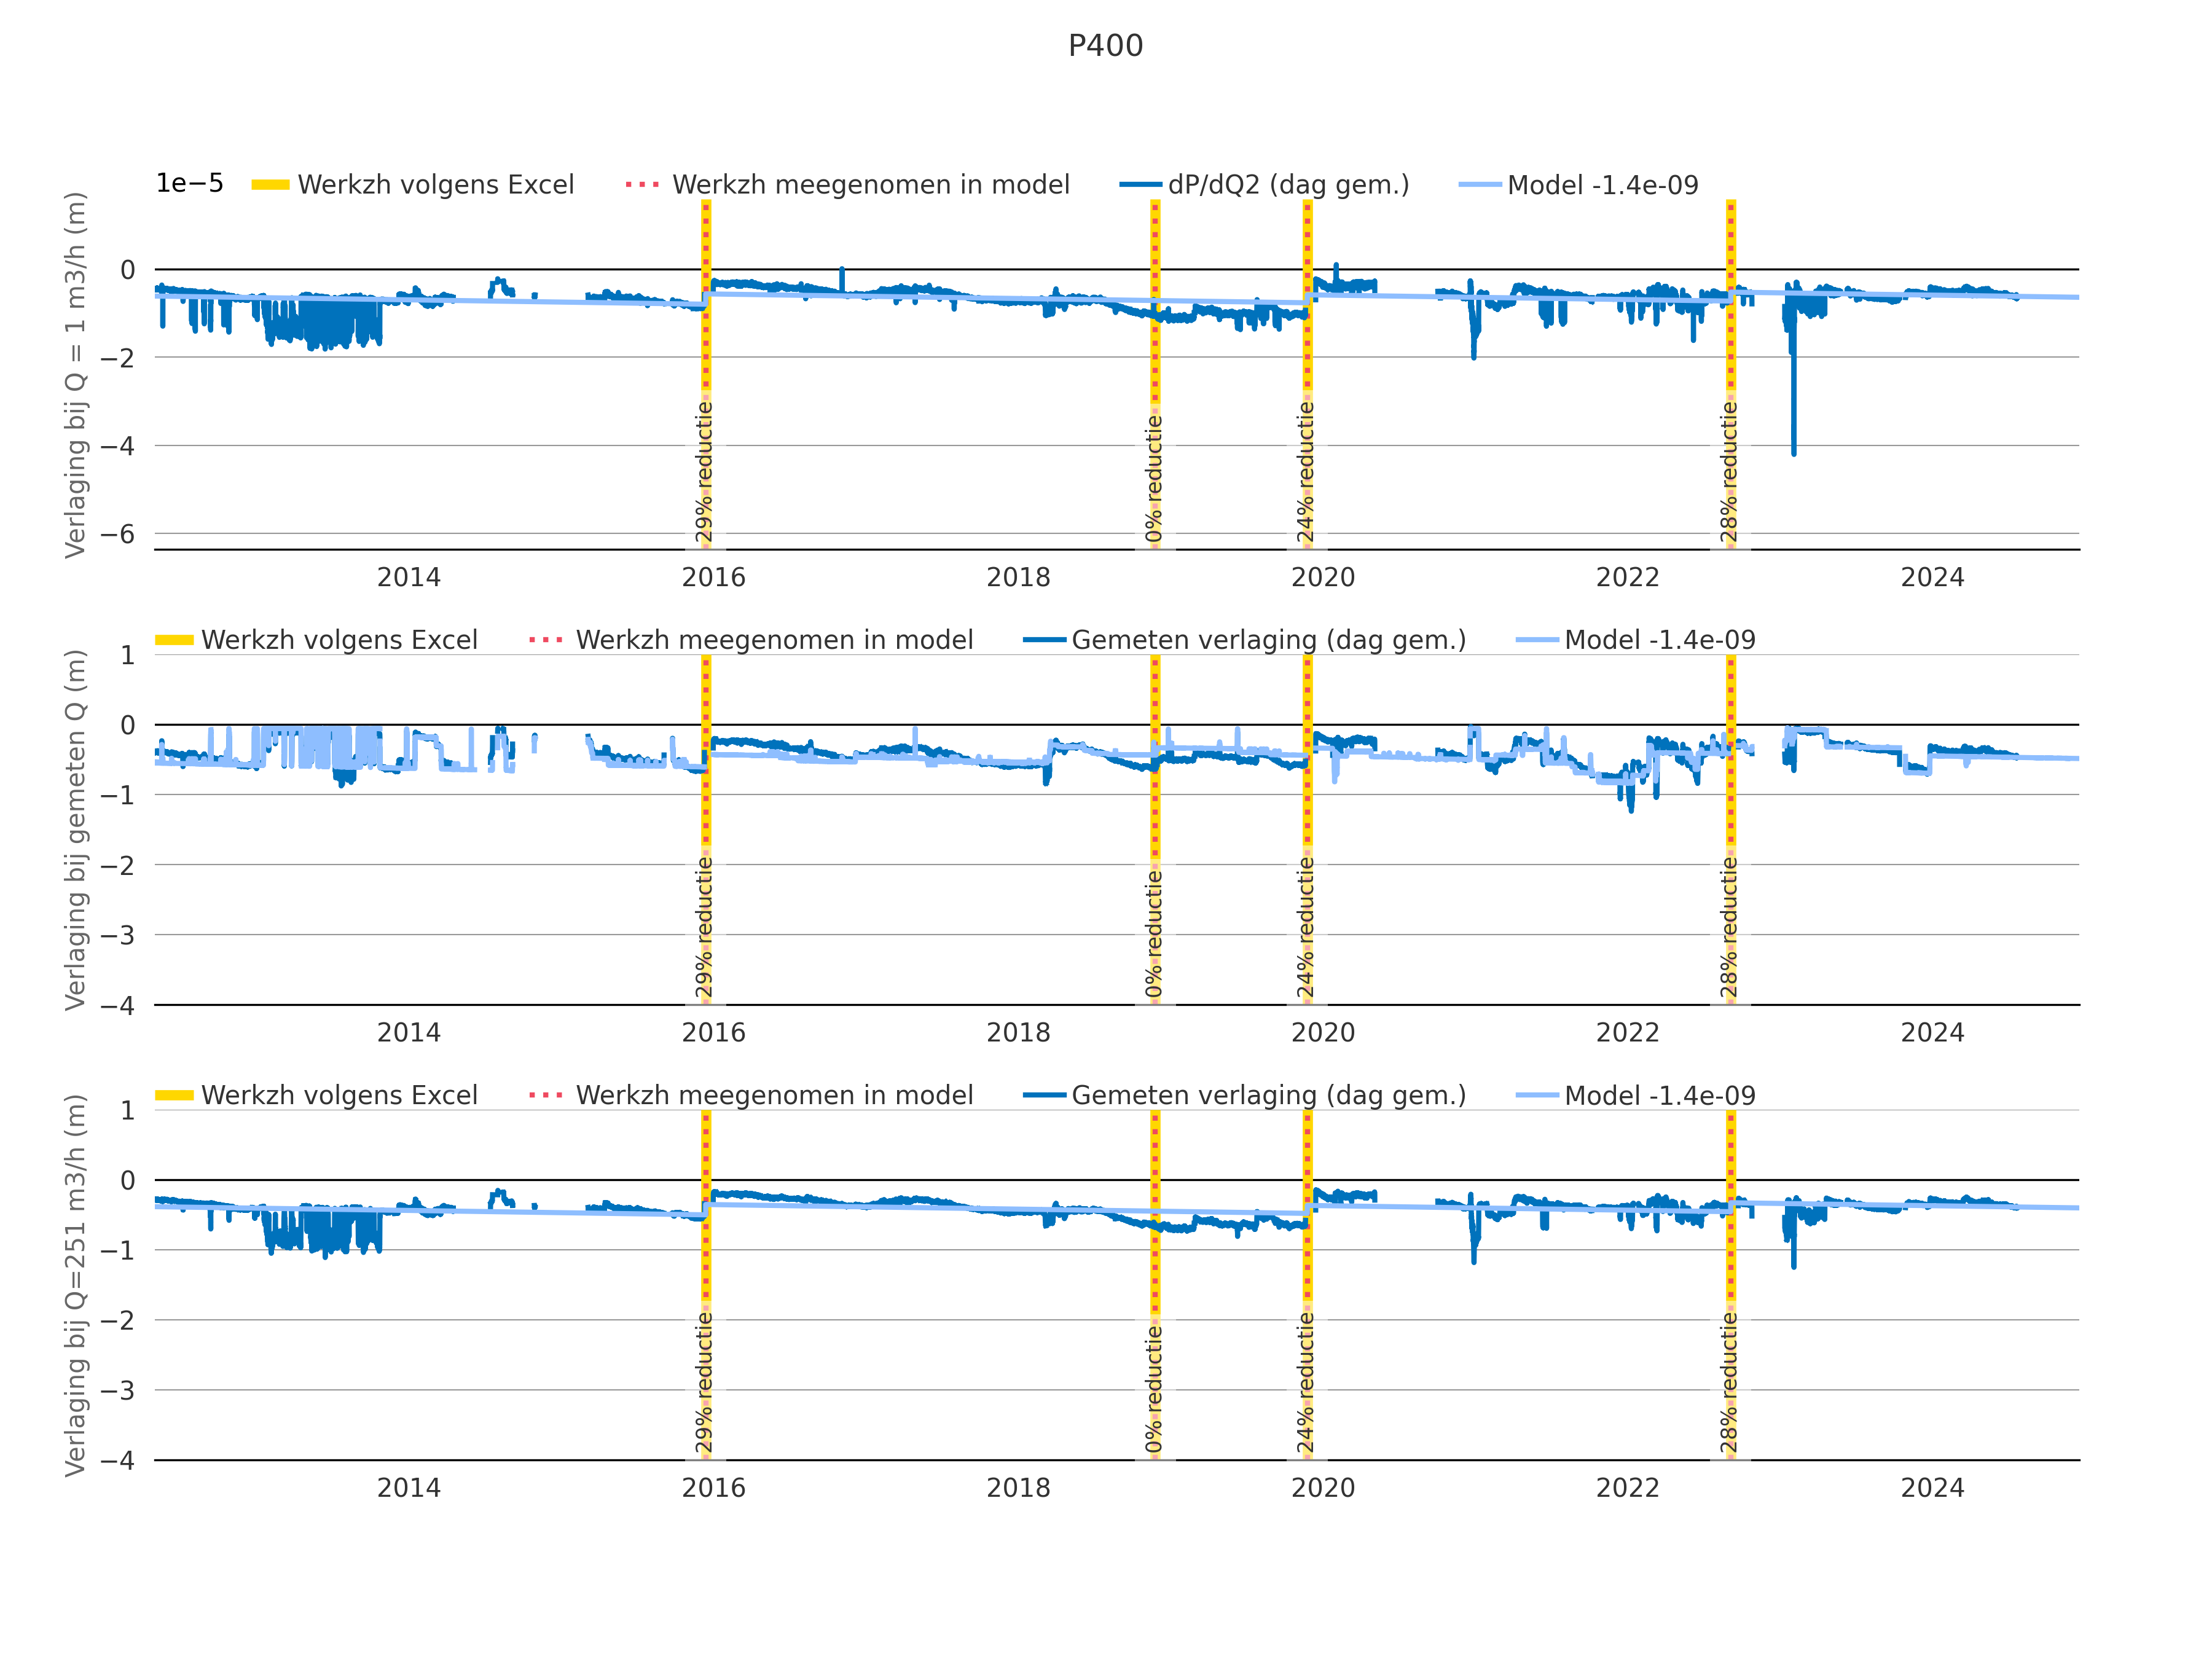 P400
1e−5
Werkzh volgens Excel
Werkzh meegenomen in model
dP/dQ2 (dag gem.)
Model -1.4e-09
Verlaging bij Q = 1 m3/h (m)
0
−2
−4
−6
29% reductie
0% reductie
24% reductie
28% reductie
2014 2016 2018 2020 2022 2024
Werkzh volgens Excel
Werkzh meegenomen in model
Gemeten verlaging (dag gem.)
Model -1.4e-09
Verlaging bij gemeten Q (m)
1
0
−1
−2
−3
−4
29% reductie
0% reductie
24% reductie
28% reductie
2014 2016 2018 2020 2022 2024
Werkzh volgens Excel
Werkzh meegenomen in model
Gemeten verlaging (dag gem.)
Model -1.4e-09
Verlaging bij Q=251 m3/h (m)
1
0
−1
−2
−3
−4
29% reductie
0% reductie
24% reductie
28% reductie
2014 2016 2018 2020 2022 2024